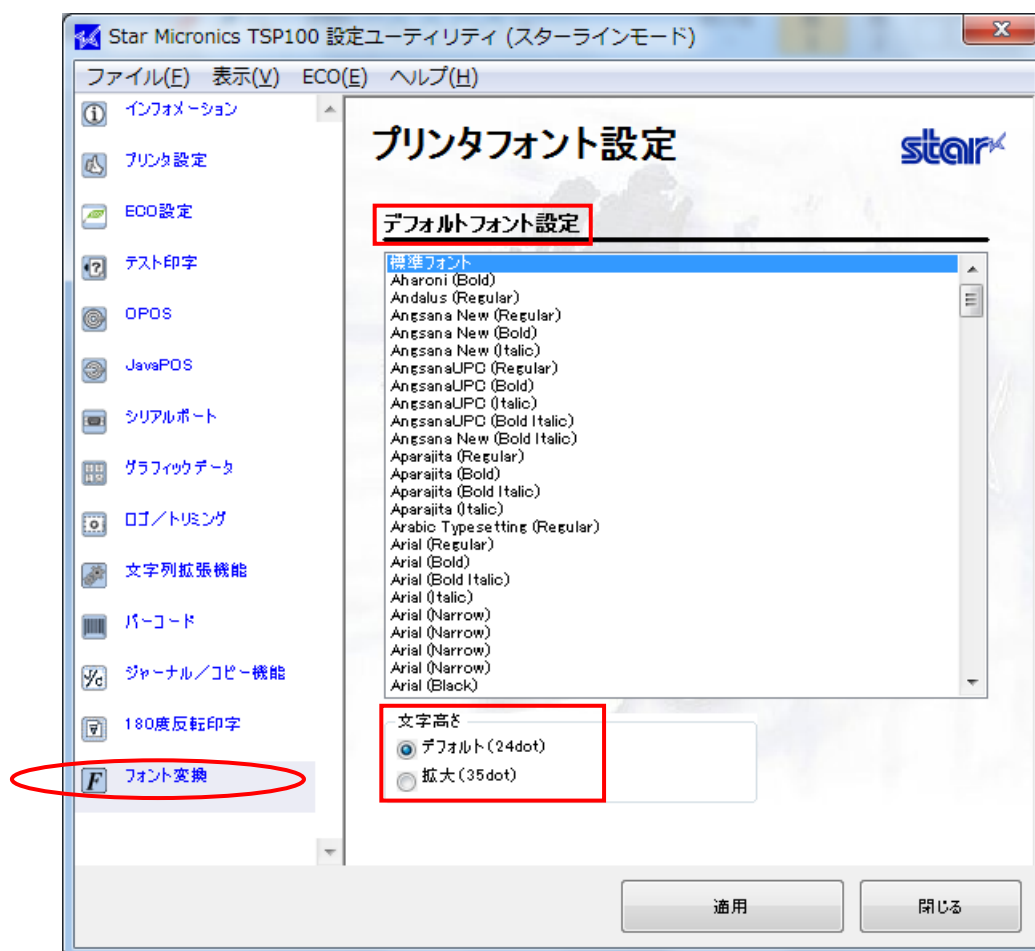 Star Micronics TSP100 設定ユーティリティ (スターラインモード)
ファイル(F) 表示(V) ECO(E) ヘルプ(H)
インフォメーション
プリンタ設定
ECO設定
テスト印字
OPOS
JavaPOS
シリアルポート
グラフィックデータ
ロゴ/トリミング
文字列拡張機能
バーコード
ジャーナル/コピー機能
180度反転印字
フォント変換
プリンタフォント設定
star
デフォルトフォント設定
標準フォント
Aharoni (Bold)
Andalus (Regular)
Angsana New (Regular)
Angsana New (Bold)
Angsana New (Italic)
AngsanaUPC (Regular)
AngsanaUPC (Bold)
AngsanaUPC (Italic)
AngsanaUPC (Bold Italic)
Angsana New (Bold Italic)
Aparajita (Regular)
Aparajita (Bold)
Aparajita (Bold Italic)
Aparajita (Italic)
Arabic Typesetting (Regular)
Arial (Regular)
Arial (Bold)
Arial (Bold Italic)
Arial (Italic)
Arial (Narrow)
Arial (Narrow)
Arial (Narrow)
Arial (Narrow)
Arial (Black)
文字高さ
デフォルト(24dot)
拡大(35dot)
適用
閉じる